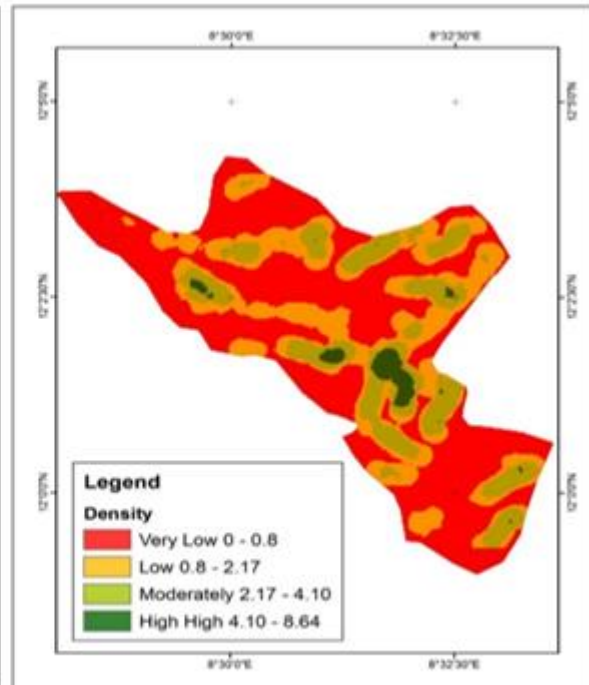 8°30'0"E 8°32'30"E
12°5'0"N 12°5'0"N
12°2'30"N 12°2'30"N
12°0'0"N 12°0'0"N
Legend
Density
Very Low 0 - 0.8
Low 0.8 - 2.17
Moderately 2.17 - 4.10
High High 4.10 - 8.64
8°30'0"E 8°32'30"E